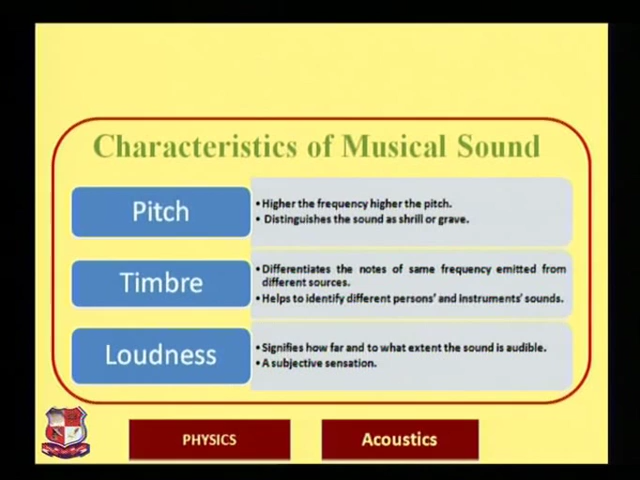 Characteristics of Musical Sound
Pitch
• Higher the frequency higher the pitch.
• Distinguishes the sound as shrill or grave.
Timbre
• Differentiates the notes of same frequency emitted from
different sources.
• Helps to identify different persons' and instruments' sounds.
Loudness
• Signifies how far and to what extent the sound is audible.
• A subjective sensation.
PHYSICS
Acoustics